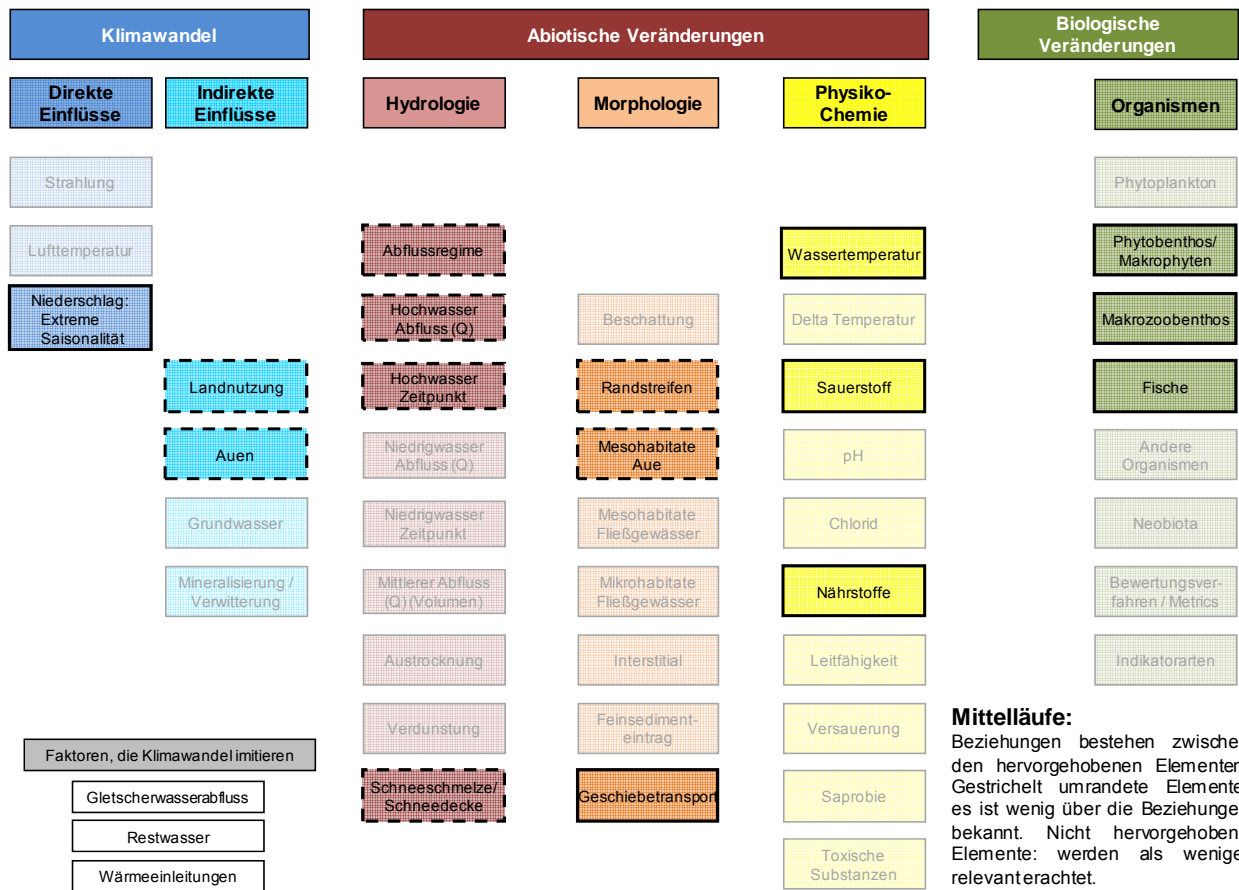 Klimawandel
Abiotische Veränderungen
Biologische
Veränderungen
Direkte
Einflüsse
Indirekte
Einflüsse
Hydrologie
Morphologie
Physiko-
Chemie
Organismen
Strahlung
Lufttemperatur
Niederschlag:
Extreme
Saisonalität
Landnutzung
Auen
Grundwasser
Mineralisierung /
Verwitterung
Abflussregime
Hochwasser
Abfluss (Q)
Hochwasser
Zeitpunkt
Niedrigwasser
Abfluss (Q)
Niedrigwasser
Zeitpunkt
Mittlerer Abfluss
(Q) (Volumen)
Austrocknung
Verdunstung
Schneeschmelze/
Schneedecke
Beschattung
Randstreifen
Mesohabitate
Aue
Mesohabitate
Fließgewässer
Mikrohabitate
Fließgewässer
Interstitial
Feinsediment-
eintrag
Geschiebetransport
Wassertemperatur
Delta Temperatur
Sauerstoff
pH
Chlorid
Nährstoffe
Leitfähigkeit
Versauerung
Saprobie
Toxische
Substanzen
Phytoplankton
Phytobenthos/
Makrophyten
Makrozoobenthos
Fische
Andere
Organismen
Neobiota
Bewertungsver-
fahren / Metrics
Indikatorarten
Faktoren, die Klimawandel imitieren
Gletscherwasserabfluss
Restwasser
Wärmeeinleitungen
Mittelläufe:
Beziehungen bestehen zwische
den hervorgehobenen Elementer
Gestrichelt umrandete Elemente
es ist wenig über die Beziehunge
bekannt. Nicht hervorgehoben
Elemente: werden als wenige
relevant erachtet.